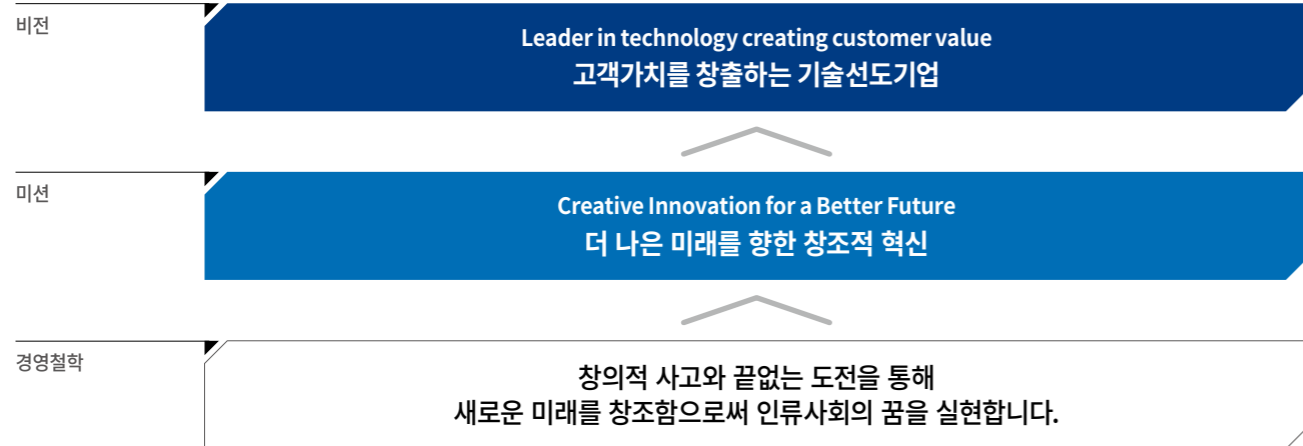 비전
Leader in technology creating customer value
고객가치를 창출하는 기술선도기업
미션
Creative Innovation for a Better Future
더 나은 미래를 향한 창조적 혁신
경영철학
창의적 사고와 끝없는 도전을 통해
새로운 미래를 창조함으로써 인류사회의 꿈을 실현합니다.